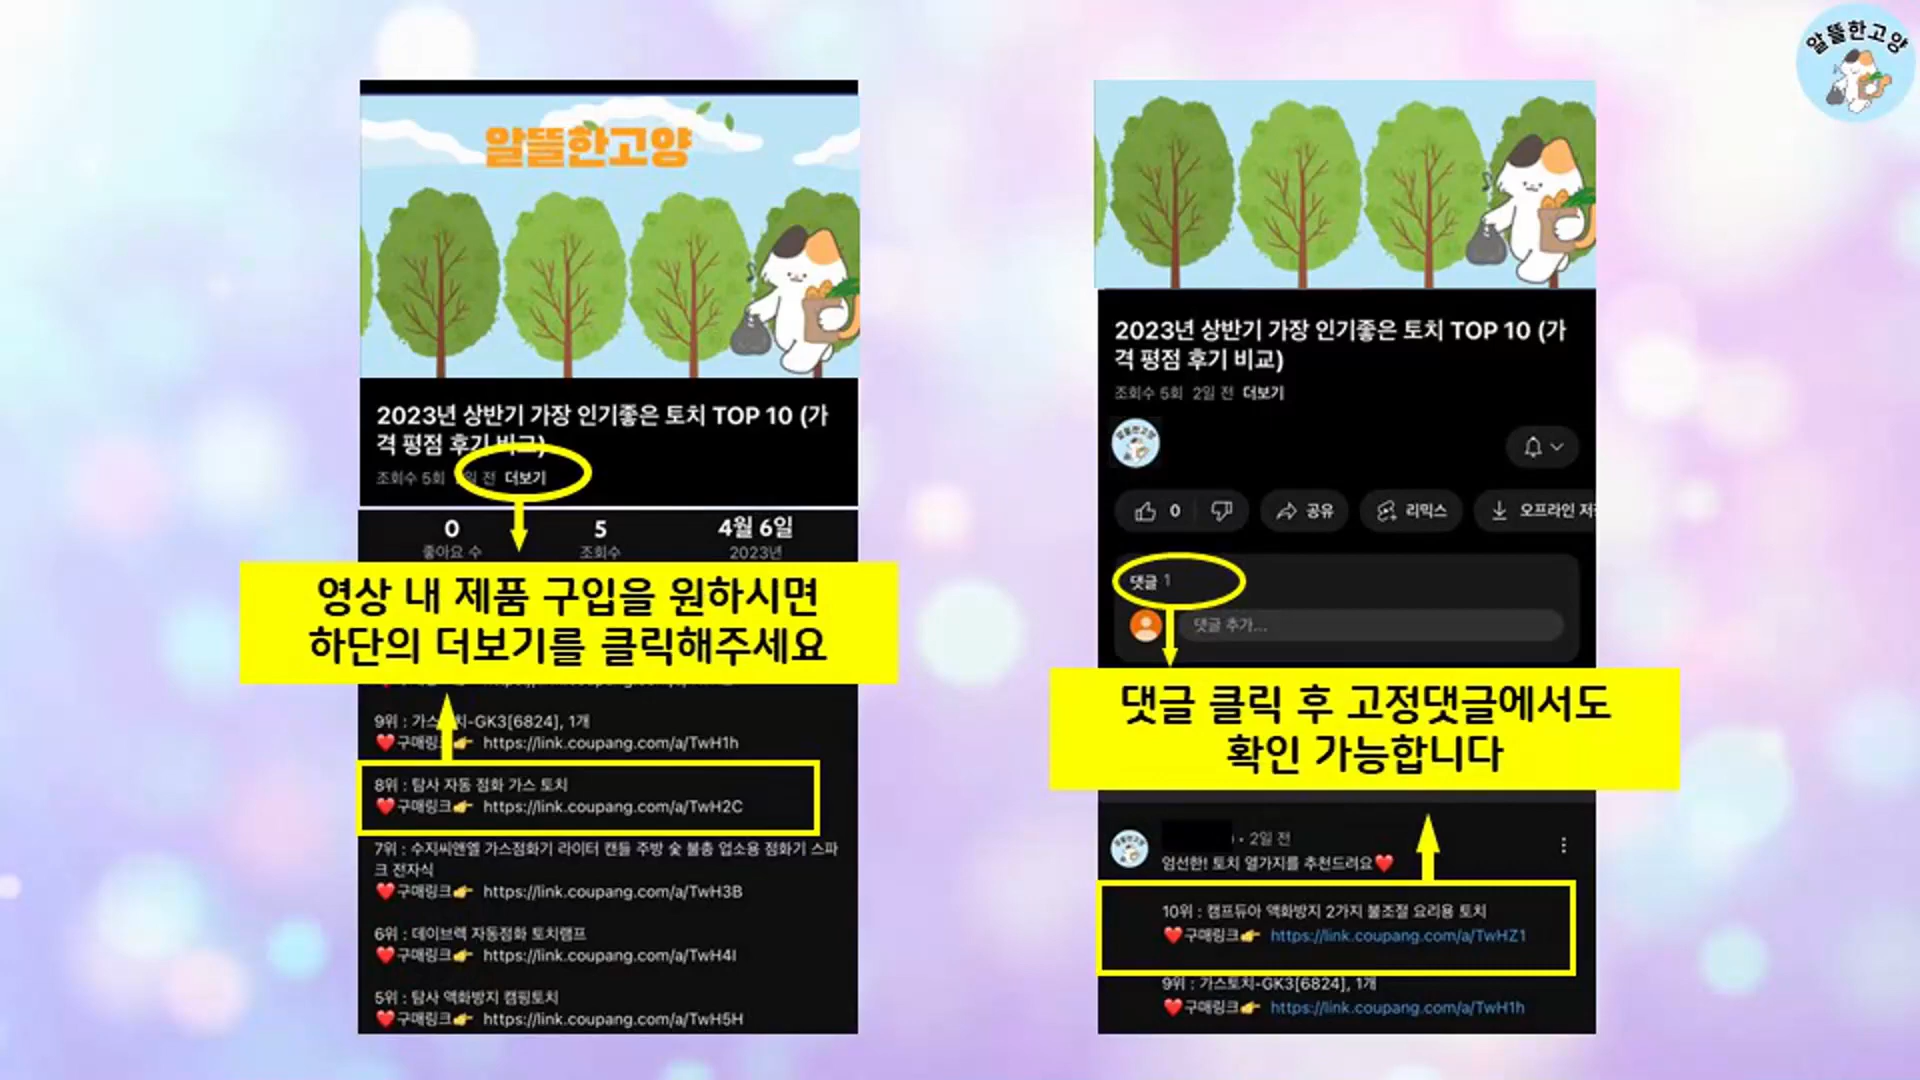 알뜰한고양
알뜰한고양
2023년 상반기 가장 인기좋은 토치 TOP 10 (가
격 평점 후기 비교)
조회수 5회 일 전 더보기
0 5 4월 6일
좋아요 수 조회수 2023년
영상 내 제품 구입을 원하시면
하단의 더보기를 클릭해주세요
9위 : 가스토치-GK3[6824], 1개
❤️구매링크👉 https://link.coupang.com/a/TwH1h
8위 : 탐사 자동 점화 가스 토치
❤️구매링크👉 https://link.coupang.com/a/TwH2C
7위 : 수지씨앤엘 가스점화기 라이터 캔들 주방 숯 불총 업소용 점화기 스파
크 전자식
❤️구매링크👉 https://link.coupang.com/a/TwH3B
6위 : 데이브렉 자동점화 토치램프
❤️구매링크👉 https://link.coupang.com/a/TwH4I
5위 : 탐사 액화방지 캠핑토치
❤️구매링크👉 https://link.coupang.com/a/TwH5H
2023년 상반기 가장 인기좋은 토치 TOP 10 (가
격 평점 후기 비교)
조회수 5회 2일 전 더보기
알뜰한고양
0 공유 리믹스 오프라인 저
댓글 1
댓글 추가...
댓글 클릭 후 고정댓글에서도
확인 가능합니다
알뜰한고양
• 2일 전
엄선한! 토치 열가지를 추천드려요❤️
10위 : 캠프듀아 액화방지 2가지 불조절 요리용 토치
❤️구매링크👉 https://link.coupang.com/a/TwHZ1
9위 : 가스토치-GK3[6824], 1개
❤️구매링크👉 https://link.coupang.com/a/TwH1h